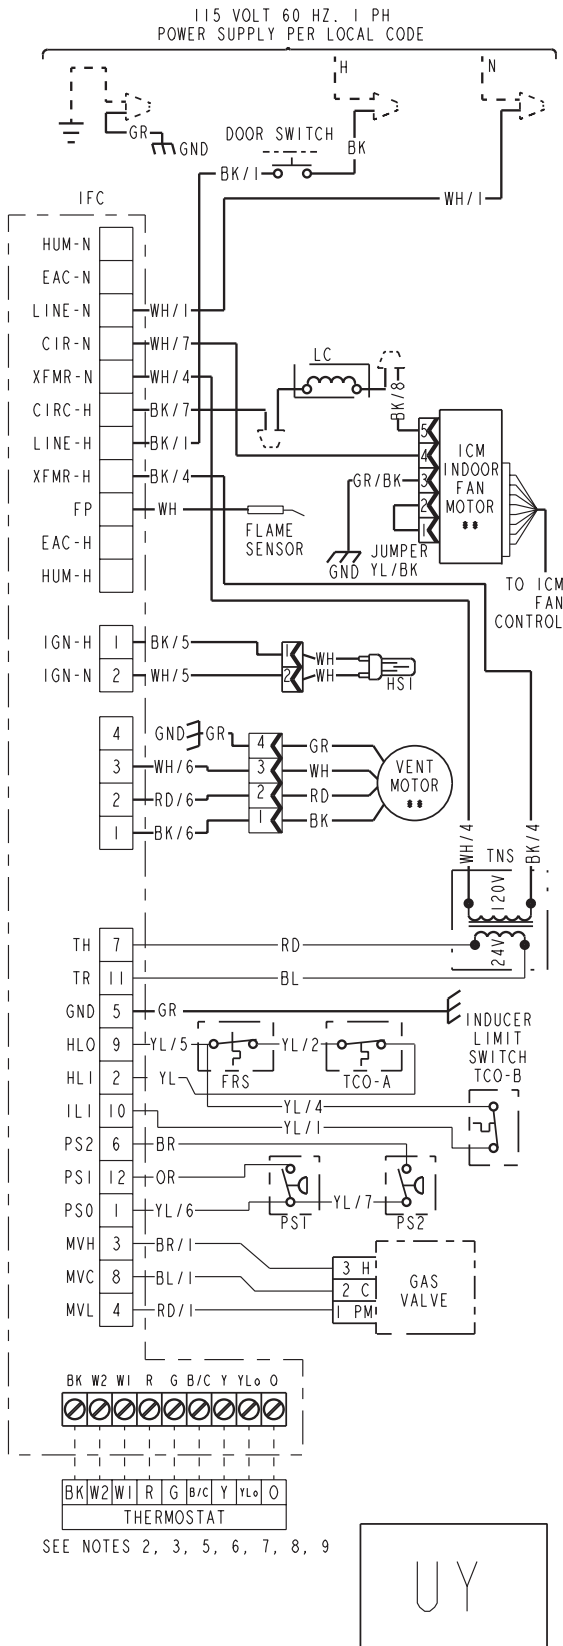 115 VOLT 60 HZ. 1 PH
POWER SUPPLY PER LOCAL CODE
H
N
GR
GND
DOOR SWITCH
BK
BK/1
WH/1
IFC
HUM-N
EAC-N
LINE-N WH/1
CIR-N WH/7
XFMR-N WH/4
CIRC-H BK/7
LINE-H BK/1
XFMR-H BK/4
FP WH
EAC-H
HUM-H
LC
BK/8
5
4
3
2
1
ICM
INDOOR
FAN
MOTOR
**
GR/BK
GND
JUMPER
YL/BK
FLAME
SENSOR
TO ICM
FAN
CONTROL
IGN-H 1 BK/5 1 WH
IGN-N 2 WH/5 2 WH
HSI
4 GND GR 4 GR
3 WH/6 3 WH
2 RD/6 2 RD
1 BK/6 1 BK
VENT
MOTOR
**
WH/4
BK/4
TNS
120V
24V
TH 7 RD
TR 11 BL
GND 5 GR
HLO 9 YL/5 YL/2
HLI 2 YL FRS TCO-A
INDUCER
LIMIT
SWITCH
TCO-B
YL/4
ILI 10 YL/1
PS2 6 BR
PS1 12 OR
PSO 1 YL/6 YL/7
PS1 PS2
MVH 3 BR/1 3 H
MVC 8 BL/1 2 C
MVL 4 RD/1 1 PM
GAS
VALVE
BK W2 W1 R G B/C Y YLo O
BK W2 W1 R G B/C Y YLo O
THERMOSTAT
SEE NOTES 2, 3, 5, 6, 7, 8, 9
UY